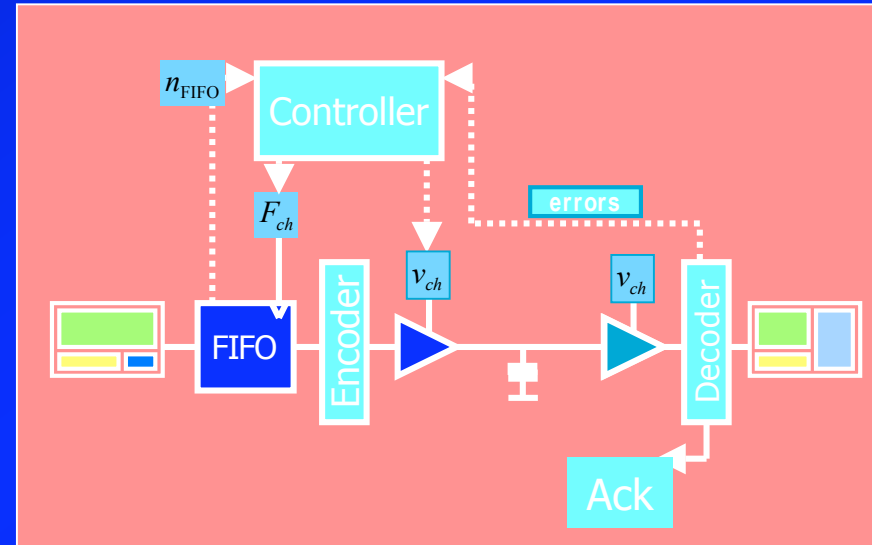 n_FIFO
Controller
errors
F_ch
v_ch
v_ch
FIFO
Encoder
Decoder
Ack